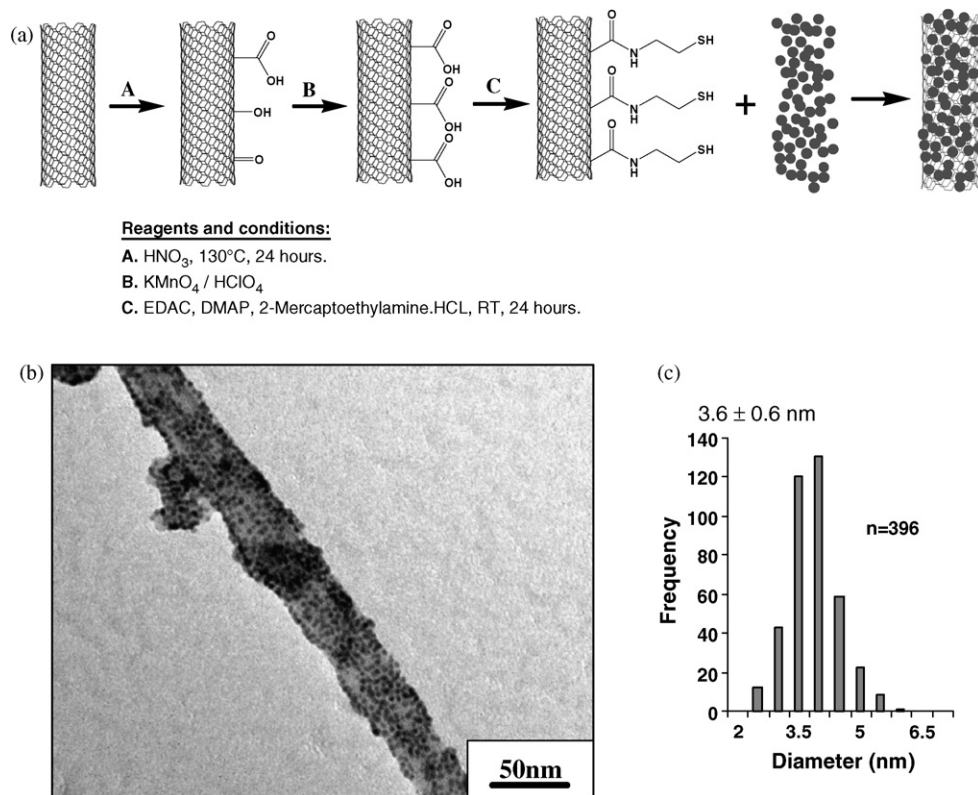 (a)
A
B
C
+
O
OH
OH
O
O
OH
O
OH
O
OH
O
N
H
SH
O
N
H
SH
O
N
H
SH
Reagents and conditions:
A. HNO3, 130°C, 24 hours.
B. KMnO4 / HClO4
C. EDAC, DMAP, 2-Mercaptoethylamine.HCL, RT, 24 hours.
(b)
50nm
(c)
3.6 ± 0.6 nm
140
120
100
80
60
40
20
0
Frequency
n=396
2 3.5 5 6.5
Diameter (nm)